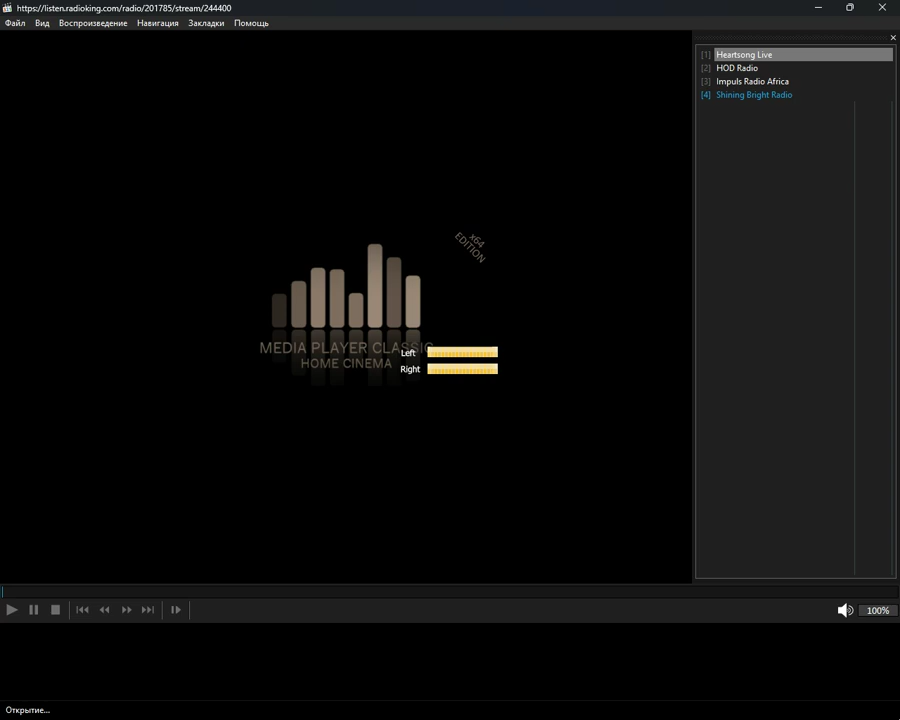 https://listen.radioking.com/radio/201785/stream/244400
Файл Вид Воспроизведение Навигация Закладки Помощь
[1] Heartsong Live
[2] HOD Radio
[3] Impuls Radio Africa
[4] Shining Bright Radio
x64
EDITION
MEDIA PLAYER CLASSIC
HOME CINEMA
Left
Right
100%
Открытие...